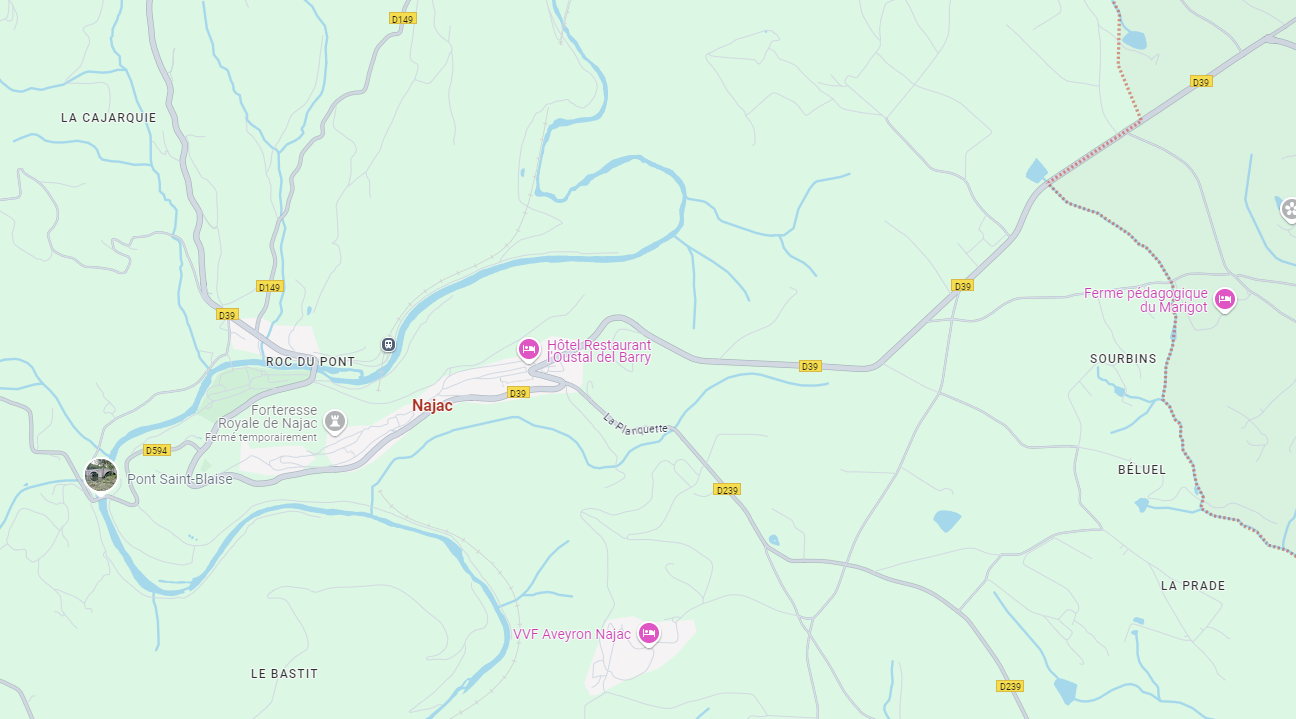 D149
D39
LA CAJARQUIE
D39
D149
D39
Ferme pédagogique
du Marigot
D39
Hôtel Restaurant
l'Oustal del Barry
ROC DU PONT
SOURBINS
D39
D39
Najac
Forteresse
Royale de Najac
Fermé temporairement
La Planquette
D594
Pont Saint-Blaise
BÉLUEL
D239
LA PRADE
VVF Aveyron Najac
LE BASTIT
D239